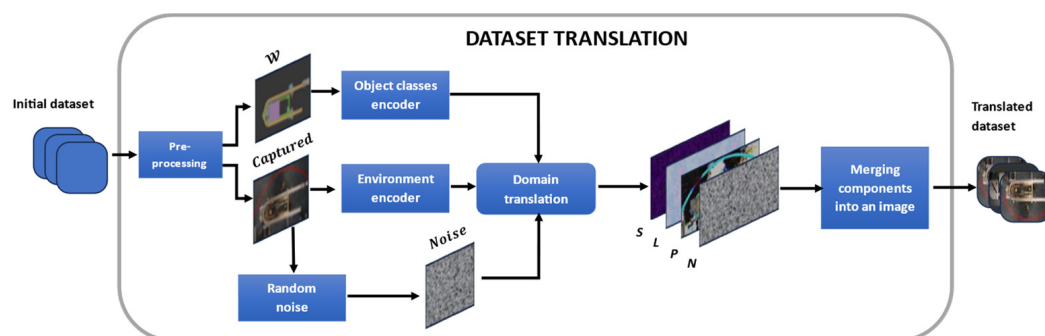 DATASET TRANSLATION
Initial dataset
Pre-
processing
W
Object classes
encoder
Captured
Environment
encoder
Random
noise
Noise
Domain
translation
S
L
P
N
Merging
components
into an image
Translated
dataset